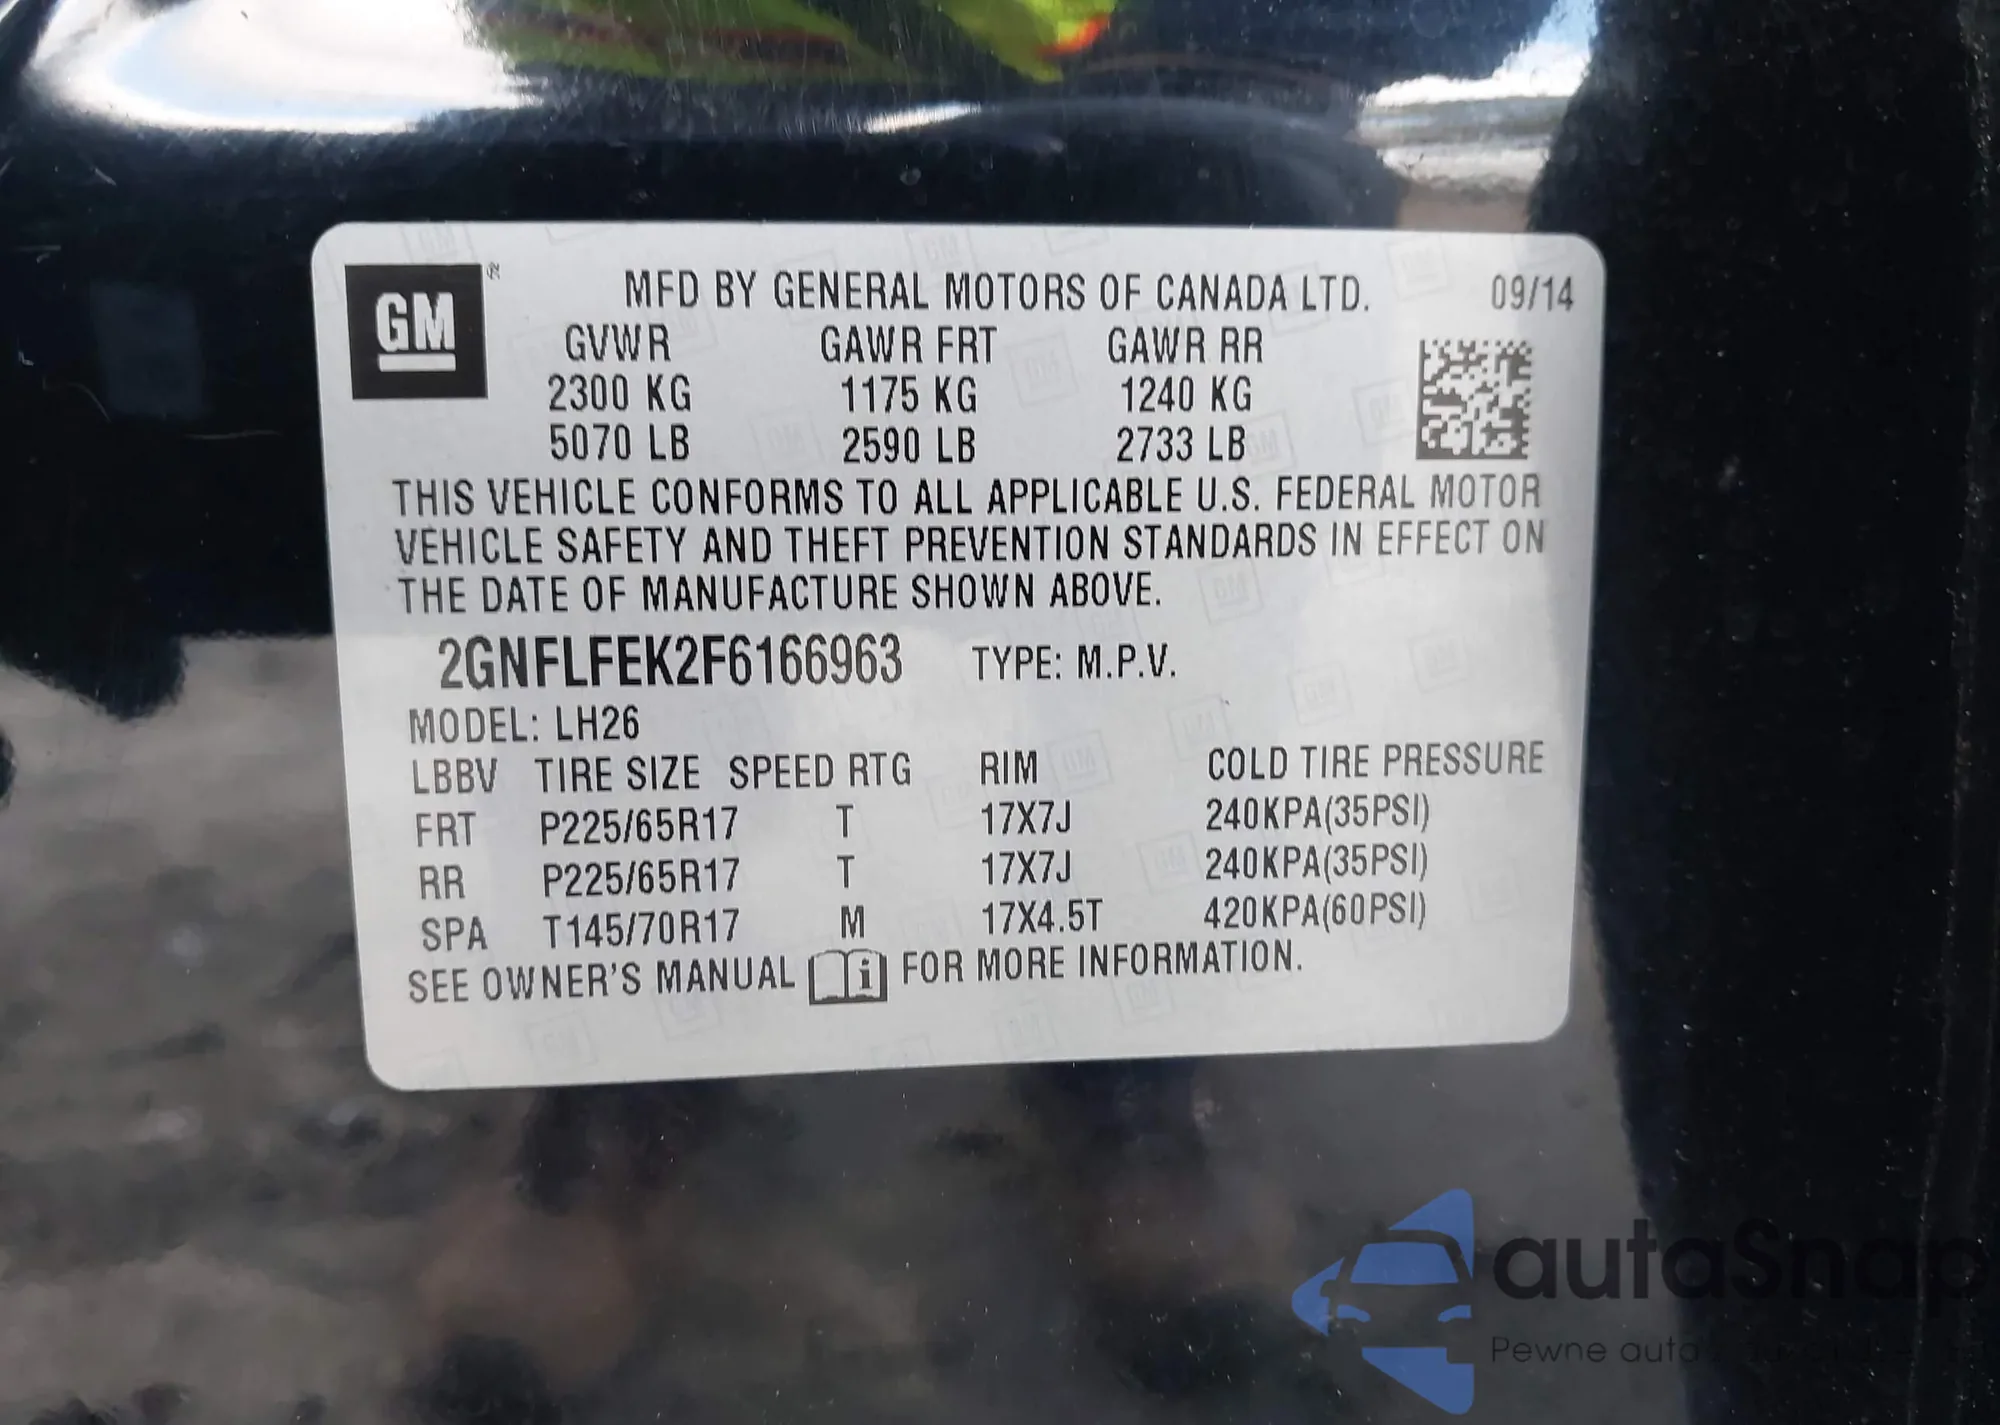 GM ®
MFD BY GENERAL MOTORS OF CANADA LTD. 09/14
GVWR GAWR FRT GAWR RR
2300 KG 1175 KG 1240 KG
5070 LB 2590 LB 2733 LB
THIS VEHICLE CONFORMS TO ALL APPLICABLE U.S. FEDERAL MOTOR
VEHICLE SAFETY AND THEFT PREVENTION STANDARDS IN EFFECT ON
THE DATE OF MANUFACTURE SHOWN ABOVE.
2GNFLFEK2F6166963 TYPE: M.P.V.
MODEL: LH26
LBBV TIRE SIZE SPEED RTG RIM COLD TIRE PRESSURE
FRT P225/65R17 T 17X7J 240KPA(35PSI)
RR P225/65R17 T 17X7J 240KPA(35PSI)
SPA T145/70R17 M 17X4.5T 420KPA(60PSI)
SEE OWNER'S MANUAL i FOR MORE INFORMATION.
autaSnap
Pewne auta